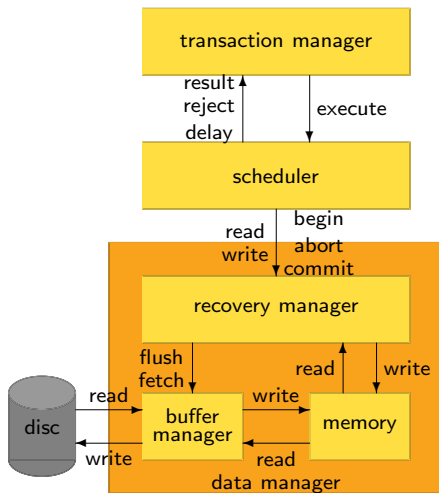 transaction manager
result
reject
delay
execute
scheduler
read
write
begin
abort
commit
recovery manager
flush
fetch
read
write
read
write
disc
buffer
manager
write
read
memory
data manager